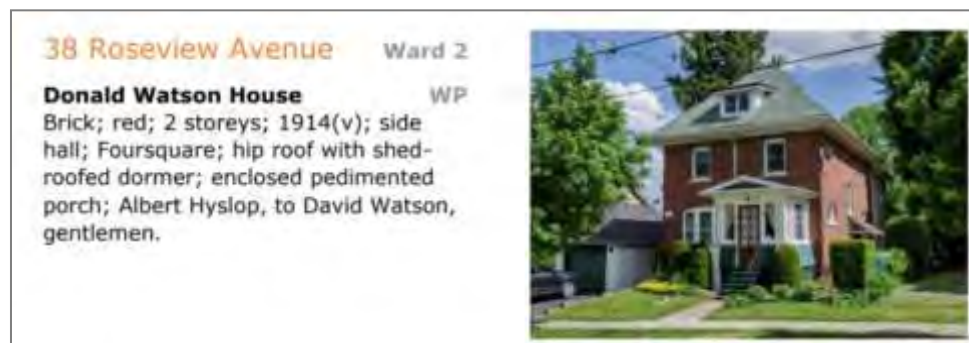 38 Roseview Avenue Ward 2
Donald Watson House WP
Brick; red; 2 storeys; 1914(v); side
hall; Foursquare; hip roof with shed-
roofed dormer; enclosed pedimented
porch; Albert Hyslop, to David Watson,
gentlemen.